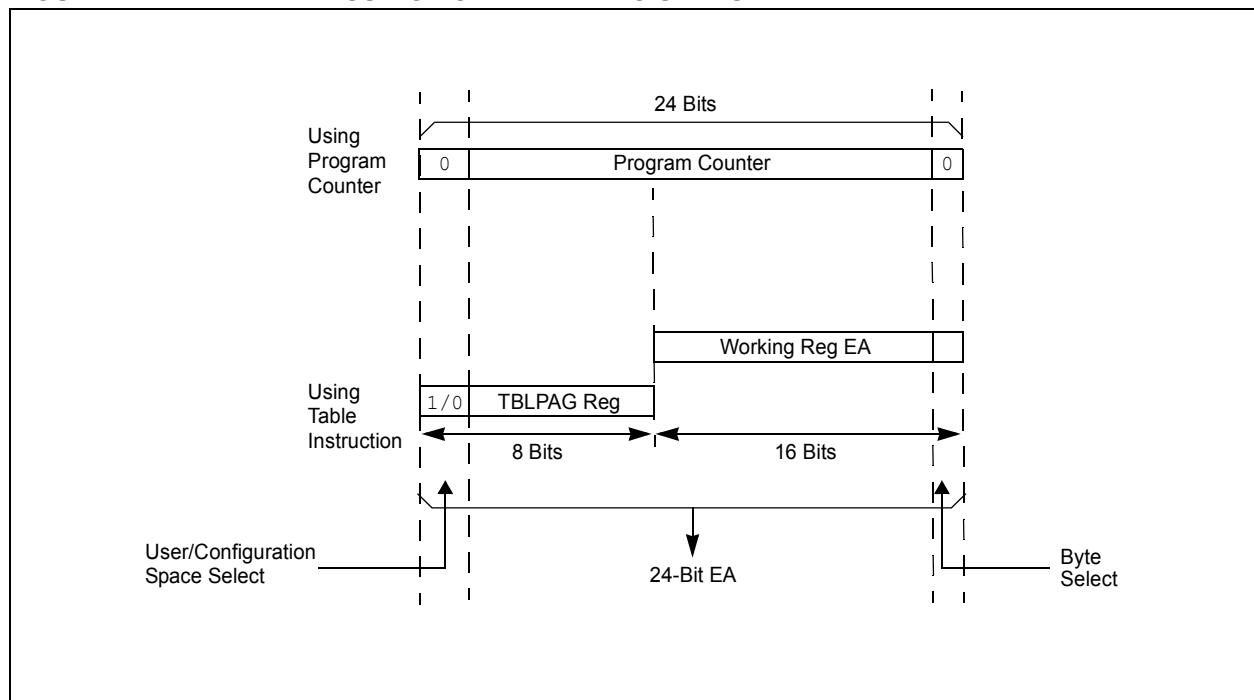 24 Bits
Using
Program
Counter
0
Program Counter
0
Working Reg EA
Using
Table
Instruction
1/0
TBLPAG Reg
8 Bits
16 Bits
User/Configuration
Space Select
24-Bit EA
Byte
Select